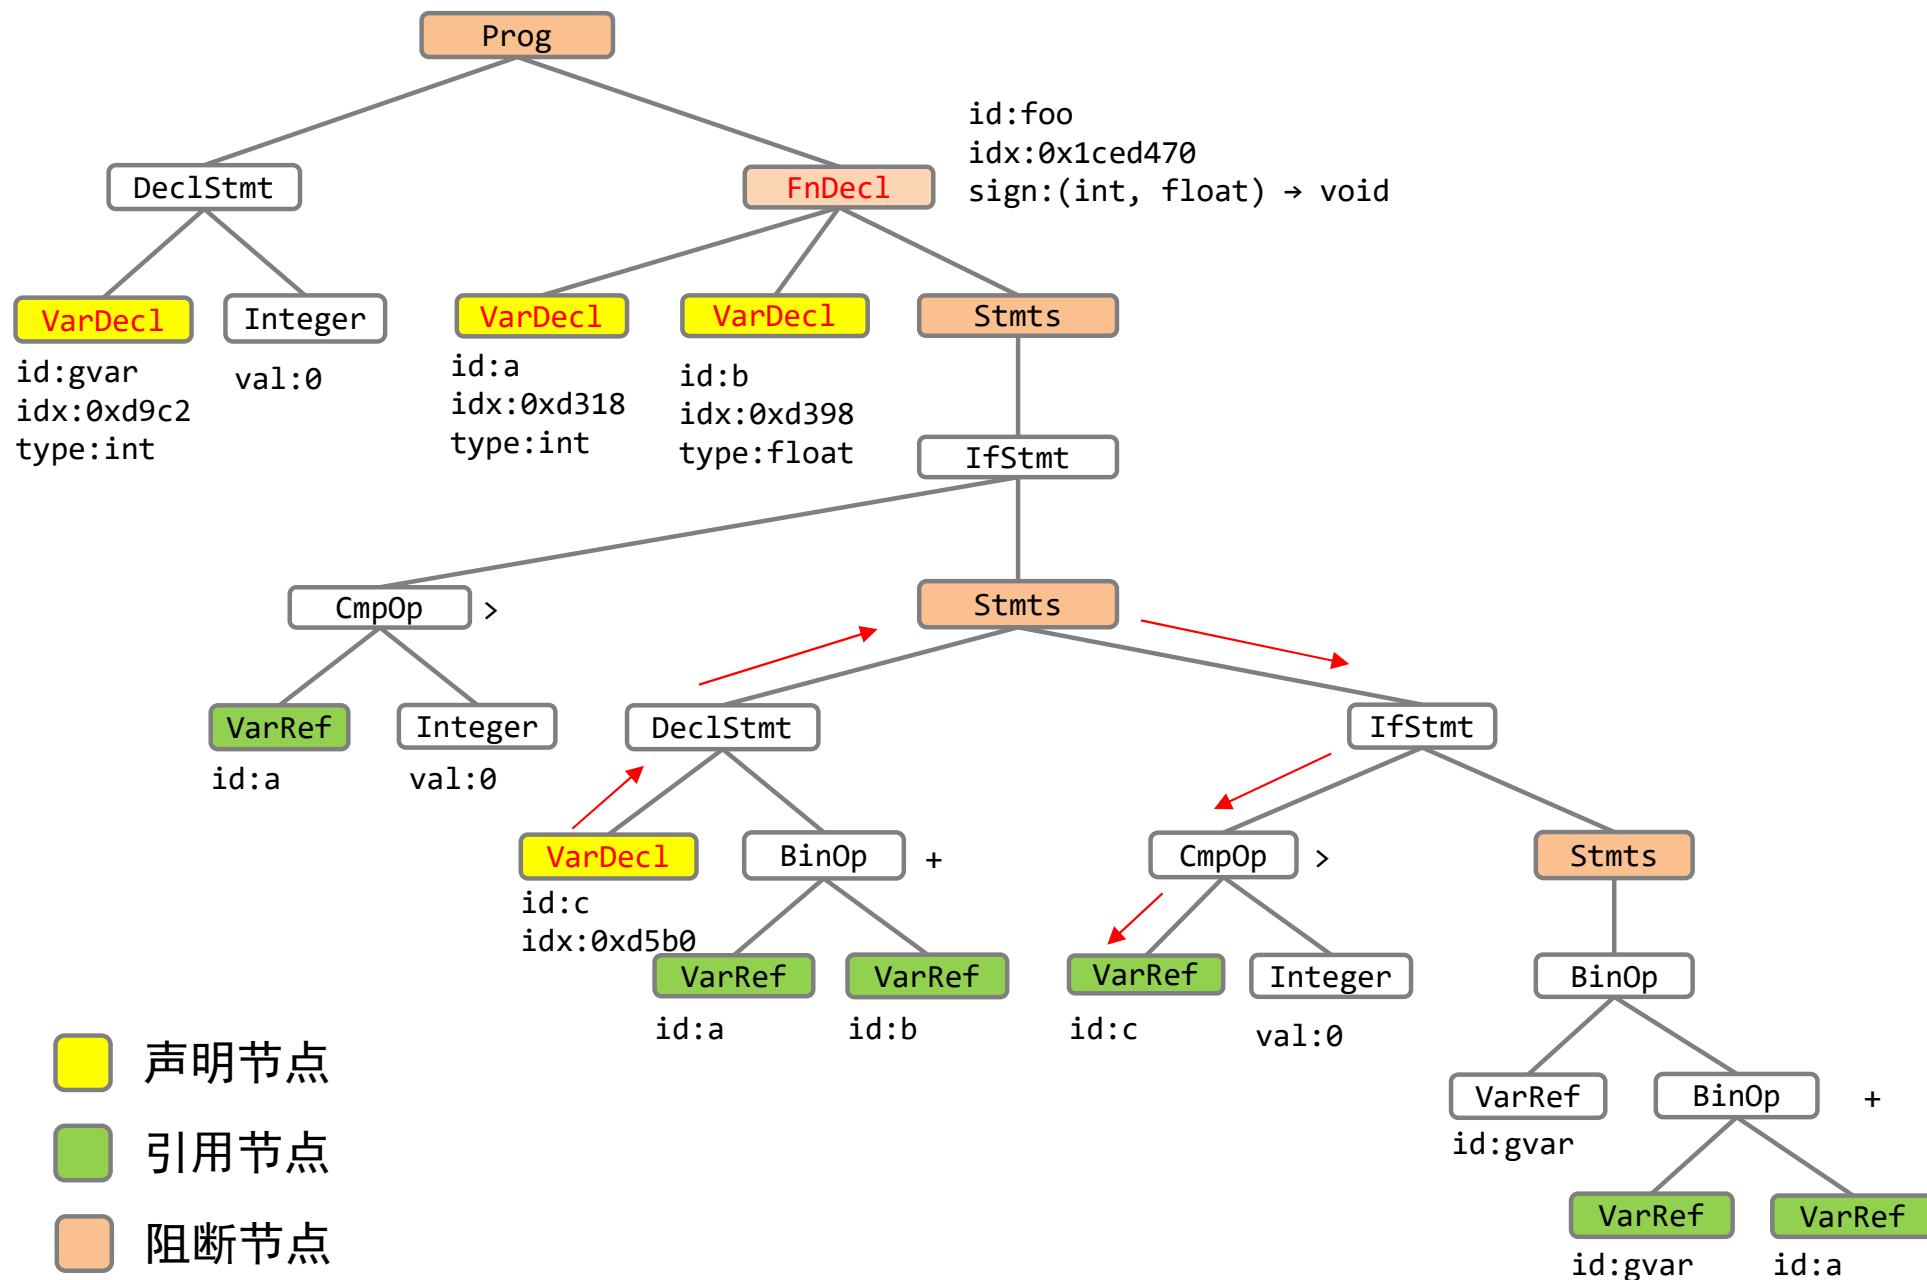 Prog
id:foo
idx:0x1ced470
sign:(int, float) → void
DeclStmt
FnDecl
VarDecl
Integer
VarDecl
VarDecl
Stmts
id:gvar
idx:0xd9c2
type:int
val:0
id:a
idx:0xd318
type:int
id:b
idx:0xd398
type:float
IfStmt
CmpOp >
Stmts
VarRef
Integer
DeclStmt
IfStmt
id:a
val:0
VarDecl
BinOp +
CmpOp >
Stmts
id:c
idx:0xd5b0
VarRef
VarRef
VarRef
Integer
BinOp
id:a
id:b
id:c
val:0
声明节点
VarRef
BinOp +
id:gvar
引用节点
VarRef
VarRef
阻断节点
id:gvar
id:a